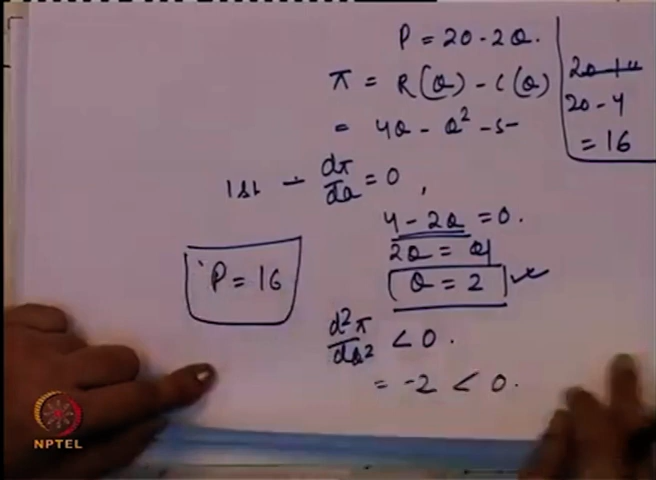 P = 20 - 2Q.
π = R(Q) - C(Q)
= 4Q - Q² - 5
1st - dπ/dQ = 0,
4 - 2Q = 0.
2Q = 4
Q = 2
d²π/dQ² < 0.
= -2 < 0.
20 - 4
= 16
P = 16
NPTEL